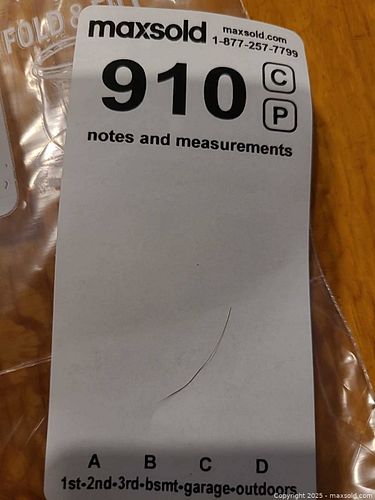 FOLD &
maxsold
maxsold.com
1-877-257-7799
910
C
P
notes and measurements
A B C D
1st-2nd-3rd-bsmt-garage-outdoors
Copyright 2025 - maxsold.com